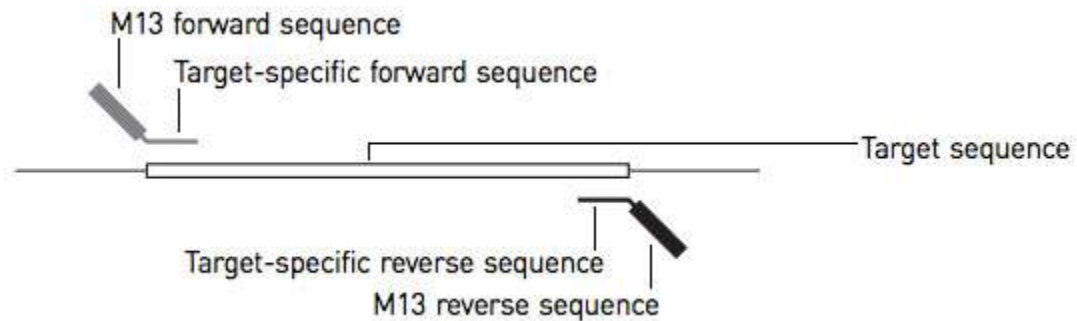 M13 forward sequence
Target-specific forward sequence
Target sequence
Target-specific reverse sequence
M13 reverse sequence